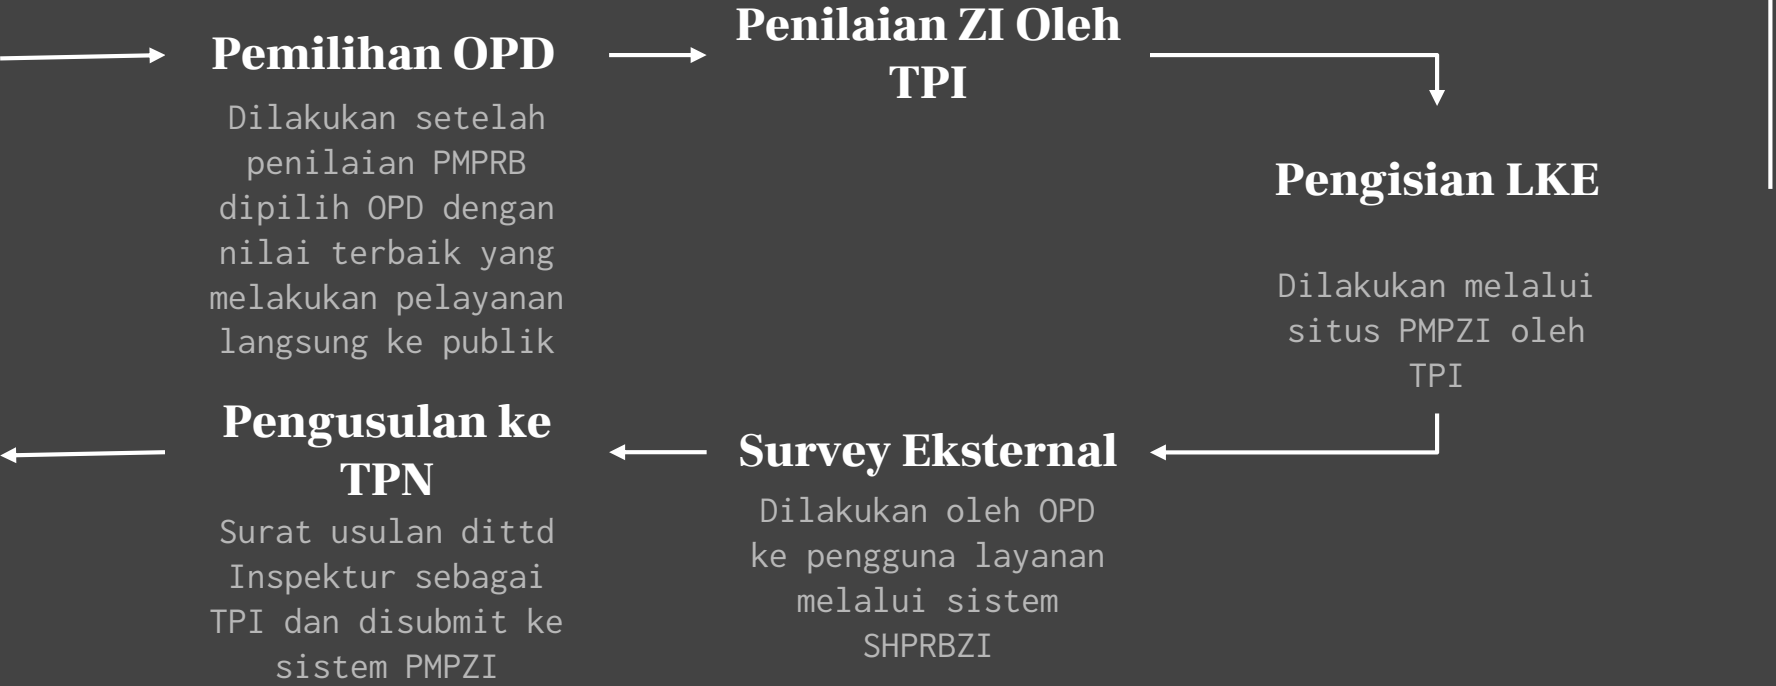 Pemilihan OPD
Dilakukan setelah
penilaian PMPRB
dipilih OPD dengan
nilai terbaik yang
melakukan pelayanan
langsung ke publik
Penilaian ZI Oleh
TPI
Pengisian LKE
Dilakukan melalui
situs PMPZI oleh
TPI
Survey Eksternal
Dilakukan oleh OPD
ke pengguna layanan
melalui sistem
SHPRBZI
Pengusulan ke
TPN
Surat usulan dittd
Inspektur sebagai
TPI dan disubmit ke
sistem PMPZI